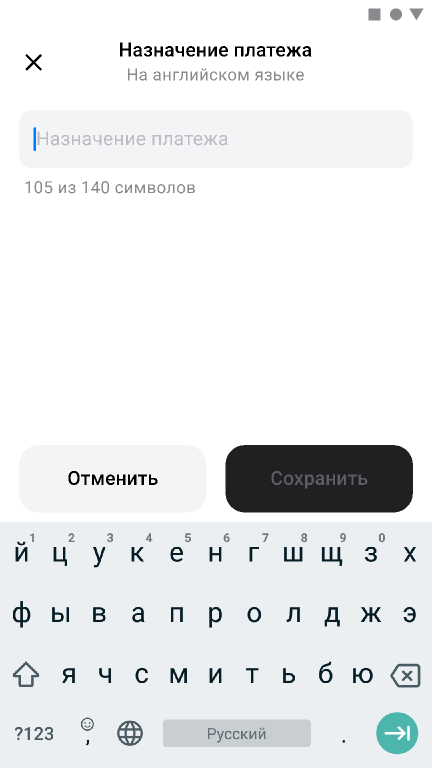 Назначение платежа
На английском языке
Назначение платежа
105 из 140 символов
Отменить
Сохранить
1 2 3 4 5 6 7 8 9 0
й ц у к е н г ш щ з х
ф ы в а п р о л д ж э
я ч с м и т ь б ю
?123 , Русский .